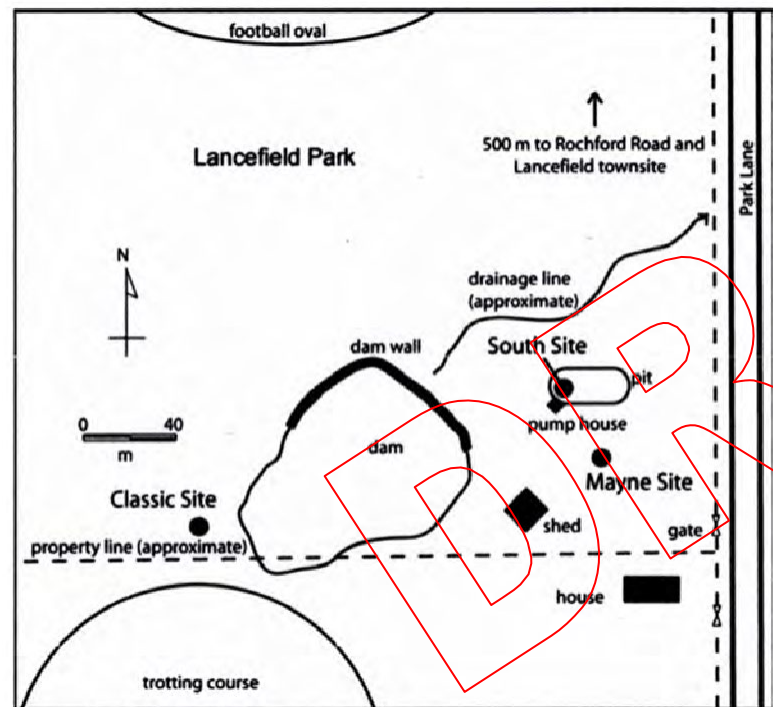 football oval
Lancefield Park
500 m to Rochford Road and
Lancefield townsite
Park Lane
N
drainage line
(approximate)
dam wall
South Site
pit
pump house
0 40
m
dam
Mayne Site
Classic Site
shed
gate
property line (approximate)
house
trotting course
D R